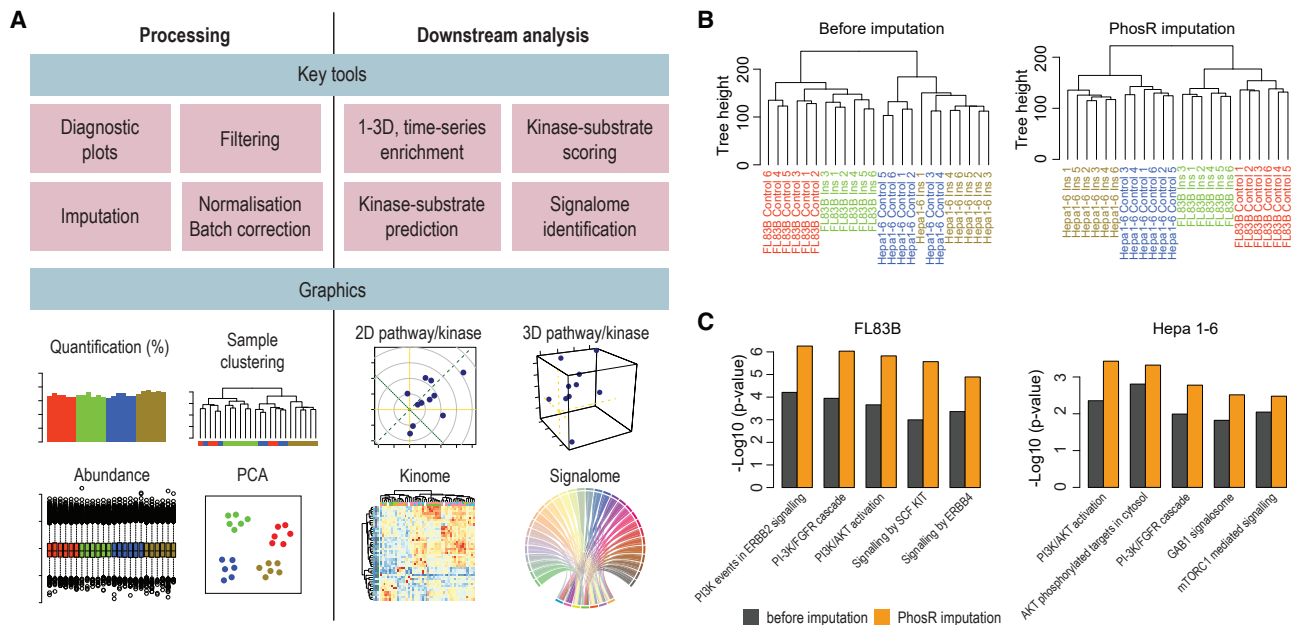 A
Processing
Downstream analysis
Key tools
Diagnostic
plots
Filtering
1-3D, time-series
enrichment
Kinase-substrate
scoring
Imputation
Normalisation
Batch correction
Kinase-substrate
prediction
Signalome
identification
Graphics
Quantification (%)
Sample
clustering
2D pathway/kinase
3D pathway/kinase
Abundance
PCA
Kinome
Signalome
B
Before imputation
Tree height
200
100
0
FL83B Control 6
FL83B Control 4
FL83B Control 5
FL83B Control 3
FL83B Control 1
FL83B Control 2
FL83B Ins 3
FL83B Ins 1
FL83B Ins 2
FL83B Ins 4
FL83B Ins 5
FL83B Ins 6
Hepa1-6 Control 5
Hepa1-6 Control 6
Hepa1-6 Control 1
Hepa1-6 Control 2
Hepa1-6 Ins 1
Hepa1-6 Control 3
Hepa1-6 Control 4
Hepa1-6 Ins 4
Hepa1-6 Ins 6
Hepa1-6 Ins 5
Hepa1-6 Ins 2
Hepa1-6 Ins 3
PhosR imputation
Tree height
200
100
0
Hepa1-6 Ins 1
Hepa1-6 Ins 5
Hepa1-6 Ins 2
Hepa1-6 Ins 3
Hepa1-6 Ins 4
Hepa1-6 Ins 6
Hepa1-6 Control 3
Hepa1-6 Control 4
Hepa1-6 Control 6
Hepa1-6 Control 1
Hepa1-6 Control 2
Hepa1-6 Control 5
FL83B Ins 3
FL83B Ins 1
FL83B Ins 2
FL83B Ins 4
FL83B Ins 5
FL83B Ins 6
FL83B Control 1
FL83B Control 2
FL83B Control 3
FL83B Control 6
FL83B Control 4
FL83B Control 5
C
FL83B
-Log10 (p-value)
6
5
4
3
2
1
0
PI3K events in ERBB2 signalling
PI-3K/FGFR cascade
PI3K/AKT activation
Signalling by SCF KIT
Signalling by ERBB4
Hepa 1-6
-Log10 (p-value)
3
2
1
0
PI3K/AKT activation
AKT phosphorylated targets in cytosol
PI-3K/FGFR cascade
GAB1 signalosome
mTORC1 mediated signalling
before imputation
PhosR imputation